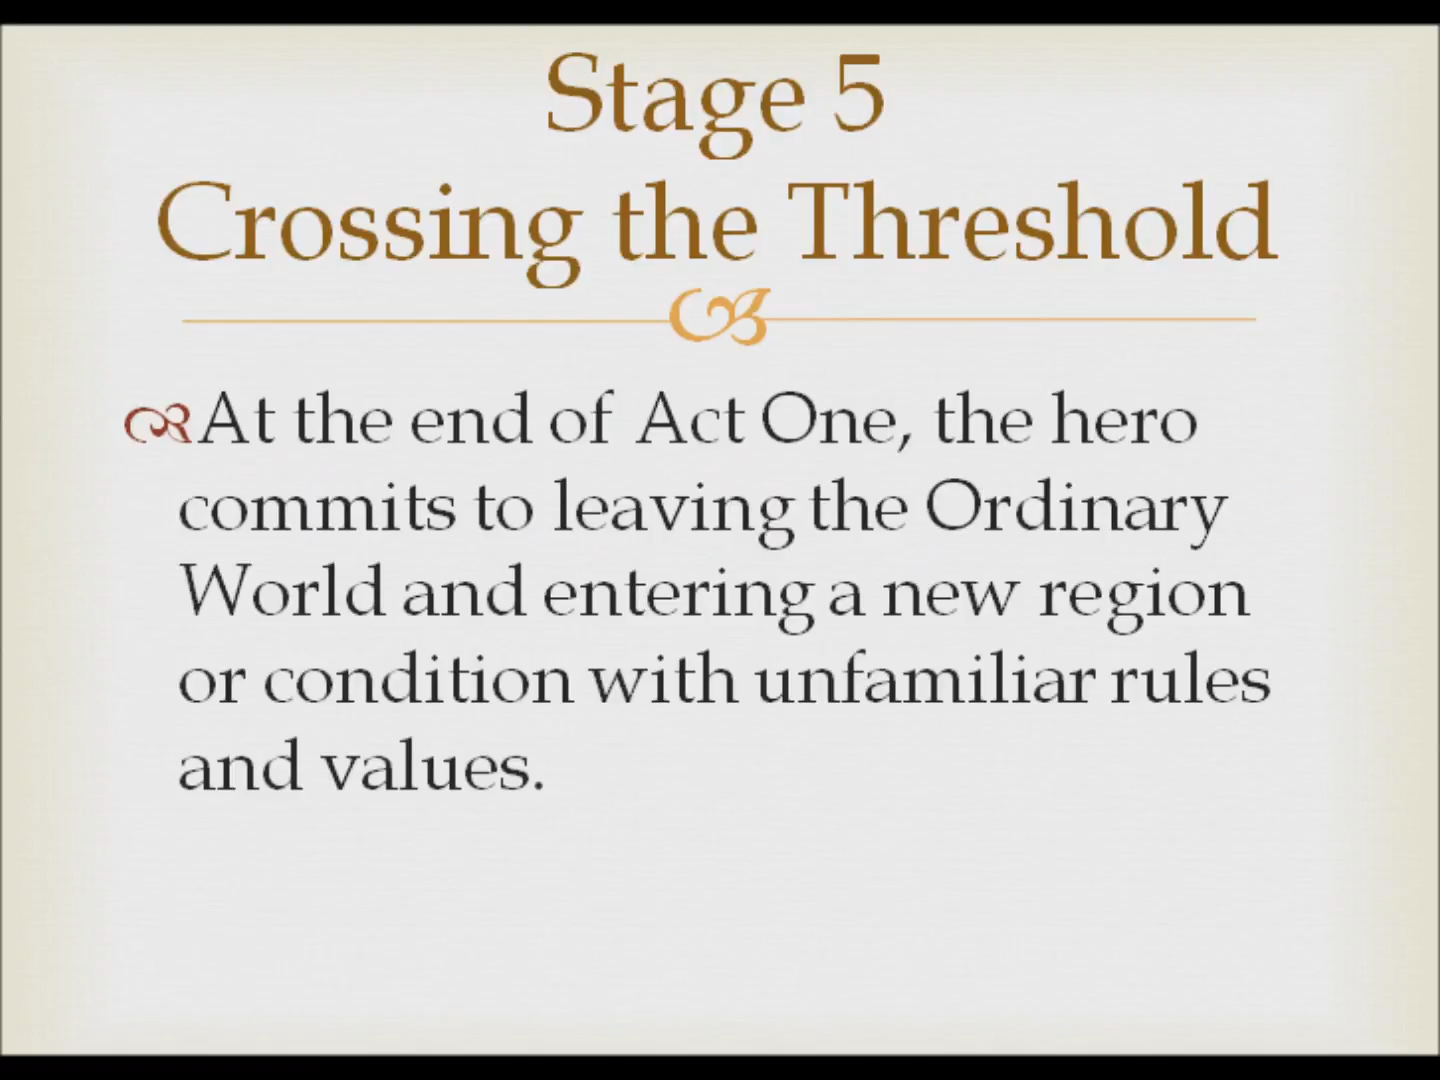 Stage 5
Crossing the Threshold
At the end of Act One, the hero
commits to leaving the Ordinary
World and entering a new region
or condition with unfamiliar rules
and values.